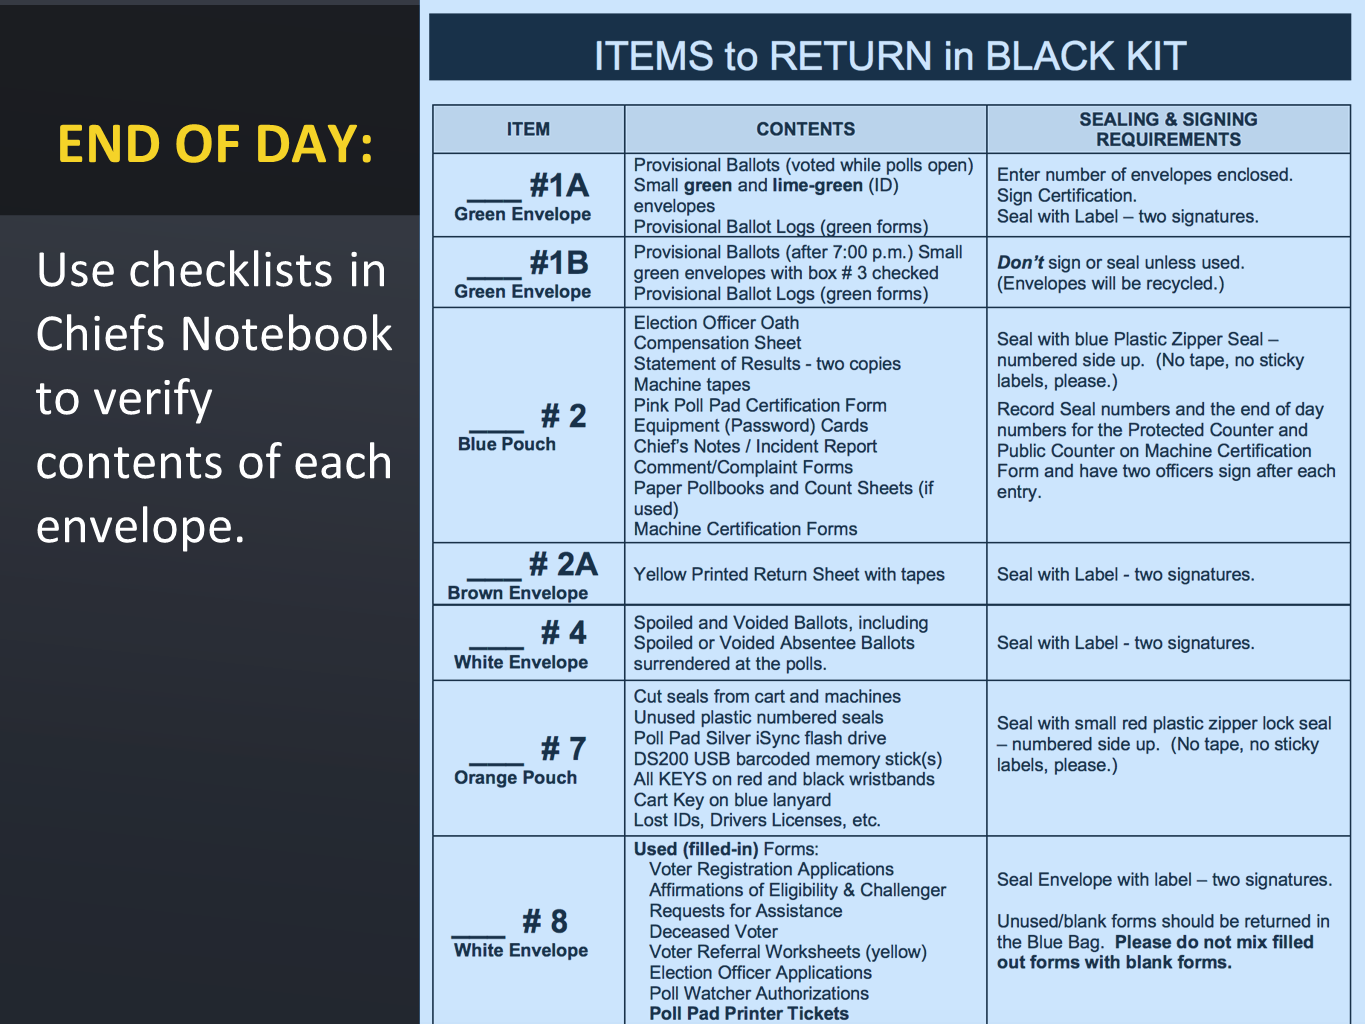 END OF DAY:
Use checklists in
Chiefs Notebook
to verify
contents of each
envelope.
ITEMS to RETURN in BLACK KIT
ITEM
CONTENTS
SEALING & SIGNING
REQUIREMENTS
___ #1A
Green Envelope
Provisional Ballots (voted while polls open)
Small green and lime-green (ID)
envelopes
Provisional Ballot Logs (green forms)
Enter number of envelopes enclosed.
Sign Certification.
Seal with Label – two signatures.
___ #1B
Green Envelope
Provisional Ballots (after 7:00 p.m.) Small
green envelopes with box # 3 checked
Provisional Ballot Logs (green forms)
Don't sign or seal unless used.
(Envelopes will be recycled.)
___ # 2
Blue Pouch
Election Officer Oath
Compensation Sheet
Statement of Results - two copies
Machine tapes
Pink Poll Pad Certification Form
Equipment (Password) Cards
Chief's Notes / Incident Report
Comment/Complaint Forms
Paper Pollbooks and Count Sheets (if
used)
Machine Certification Forms
Seal with blue Plastic Zipper Seal –
numbered side up. (No tape, no sticky
labels, please.)
Record Seal numbers and the end of day
numbers for the Protected Counter and
Public Counter on Machine Certification
Form and have two officers sign after each
entry.
___ # 2A
Brown Envelope
Yellow Printed Return Sheet with tapes
Seal with Label - two signatures.
___ # 4
White Envelope
Spoiled and Voided Ballots, including
Spoiled or Voided Absentee Ballots
surrendered at the polls.
Seal with Label - two signatures.
___ # 7
Orange Pouch
Cut seals from cart and machines
Unused plastic numbered seals
Poll Pad Silver iSync flash drive
DS200 USB barcoded memory stick(s)
All KEYS on red and black wristbands
Cart Key on blue lanyard
Lost IDs, Drivers Licenses, etc.
Seal with small red plastic zipper lock seal
– numbered side up. (No tape, no sticky
labels, please.)
___ # 8
White Envelope
Used (filled-in) Forms:
Voter Registration Applications
Affirmations of Eligibility & Challenger
Requests for Assistance
Deceased Voter
Voter Referral Worksheets (yellow)
Election Officer Applications
Poll Watcher Authorizations
Poll Pad Printer Tickets
Seal Envelope with label – two signatures.
Unused/blank forms should be returned in
the Blue Bag. Please do not mix filled
out forms with blank forms.